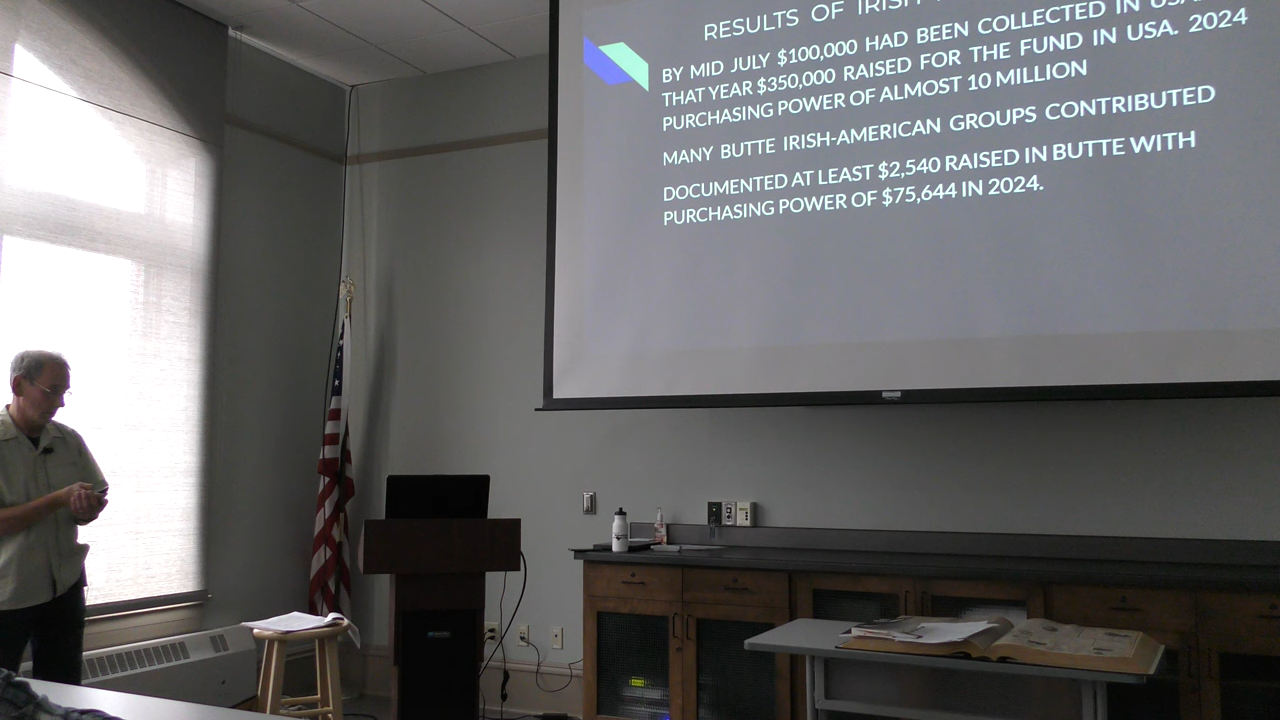 RESULTS OF IRISH
BY MID JULY $100,000 HAD BEEN COLLECTED IN USA
THAT YEAR $350,000 RAISED FOR THE FUND IN USA. 2024
PURCHASING POWER OF ALMOST 10 MILLION
MANY BUTTE IRISH-AMERICAN GROUPS CONTRIBUTED
DOCUMENTED AT LEAST $2,540 RAISED IN BUTTE WITH
PURCHASING POWER OF $75,644 IN 2024.